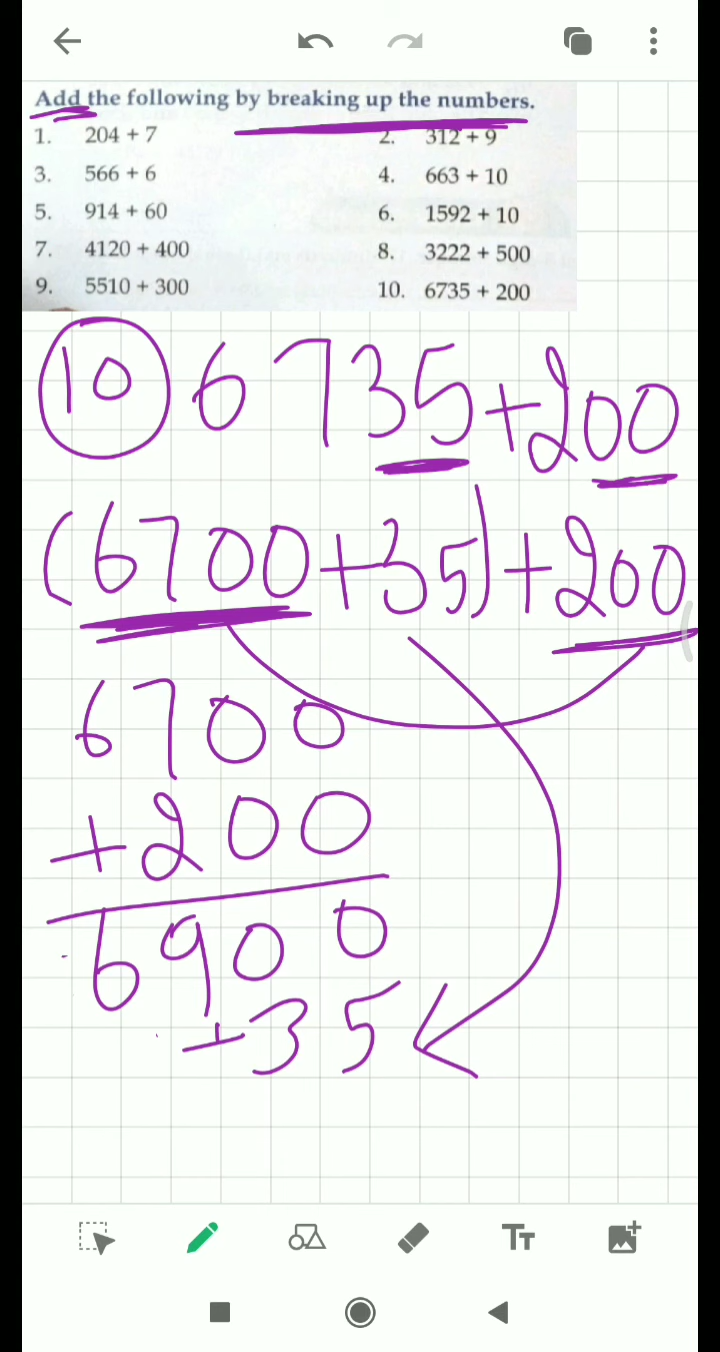 Add the following by breaking up the numbers.
1. 204 + 7 2. 312 + 9
3. 566 + 6 4. 663 + 10
5. 914 + 60 6. 1592 + 10
7. 4120 + 400 8. 3222 + 500
9. 5510 + 300 10. 6735 + 200
10 6735+200
(6700+35)+200
6700
+200
6900
+35
TT